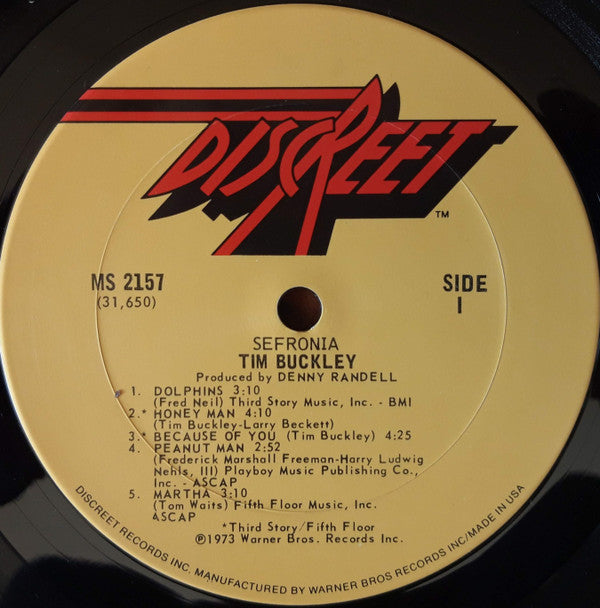 DISCREET
TM
MS 2157
(31,650)
SIDE
1
SEFRONIA
TIM BUCKLEY
Produced by DENNY RANDELL
1. DOLPHINS 3:10
(Fred Neil) Third Story Music, Inc. - BMI
2.* HONEY MAN 4:10
(Tim Buckley-Larry Beckett)
3.* BECAUSE OF YOU (Tim Buckley) 4:25
4. PEANUT MAN 2:52
(Frederick Marshall Freeman-Harry Ludwig
Nehls, III) Playboy Music Publishing Co.,
Inc. - ASCAP
5. MARTHA 3:10
(Tom Waits) Fifth Floor Music, Inc.
ASCAP
*Third Story/Fifth Floor
℗1973 Warner Bros. Records Inc.
DISCREET RECORDS INC. MANUFACTURED BY WARNER BROS RECORDS INC/MADE IN USA